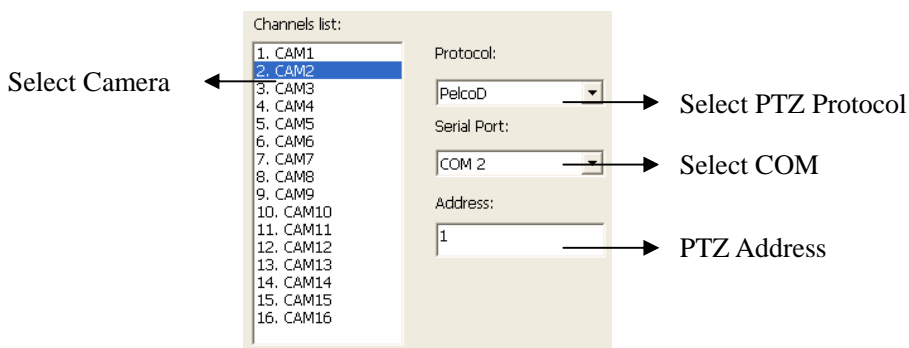 Channels list:
1. CAM1
2. CAM2
3. CAM3
4. CAM4
5. CAM5
6. CAM6
7. CAM7
8. CAM8
9. CAM9
10. CAM10
11. CAM11
12. CAM12
13. CAM13
14. CAM14
15. CAM15
16. CAM16
Select Camera
Protocol:
PelcoD
Select PTZ Protocol
Serial Port:
COM 2
Select COM
Address:
1
PTZ Address